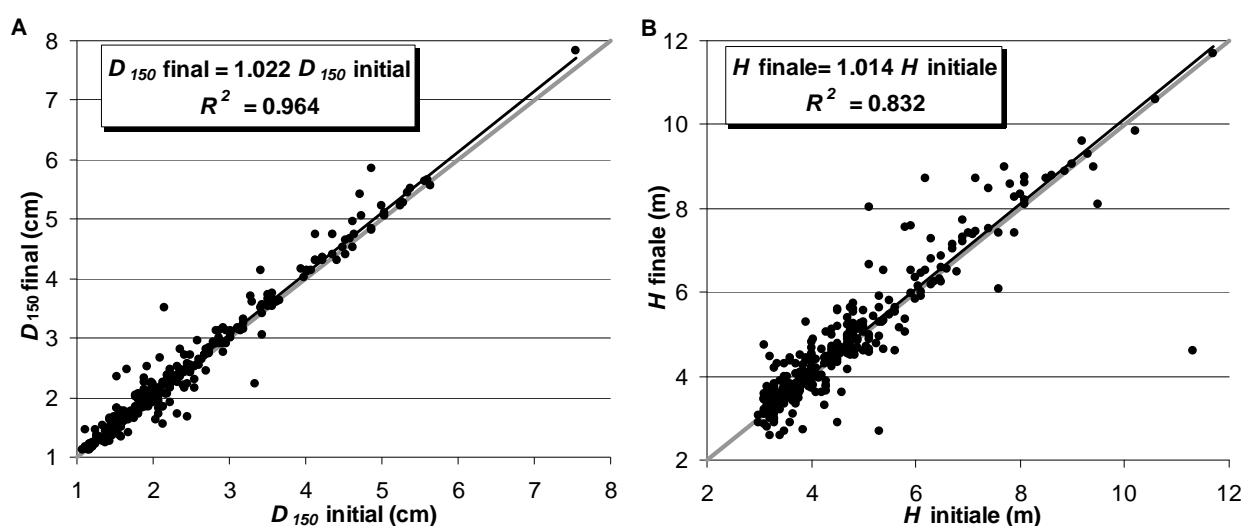 A
D 150 final = 1.022 D 150 initial
R 2 = 0.964
8
7
6
5
4
3
2
1
D 150 final (cm)
1 2 3 4 5 6 7 8
D 150 initial (cm)
B
H finale= 1.014 H initiale
R 2 = 0.832
12
10
8
6
4
2
H finale (m)
2 4 6 8 10 12
H initiale (m)